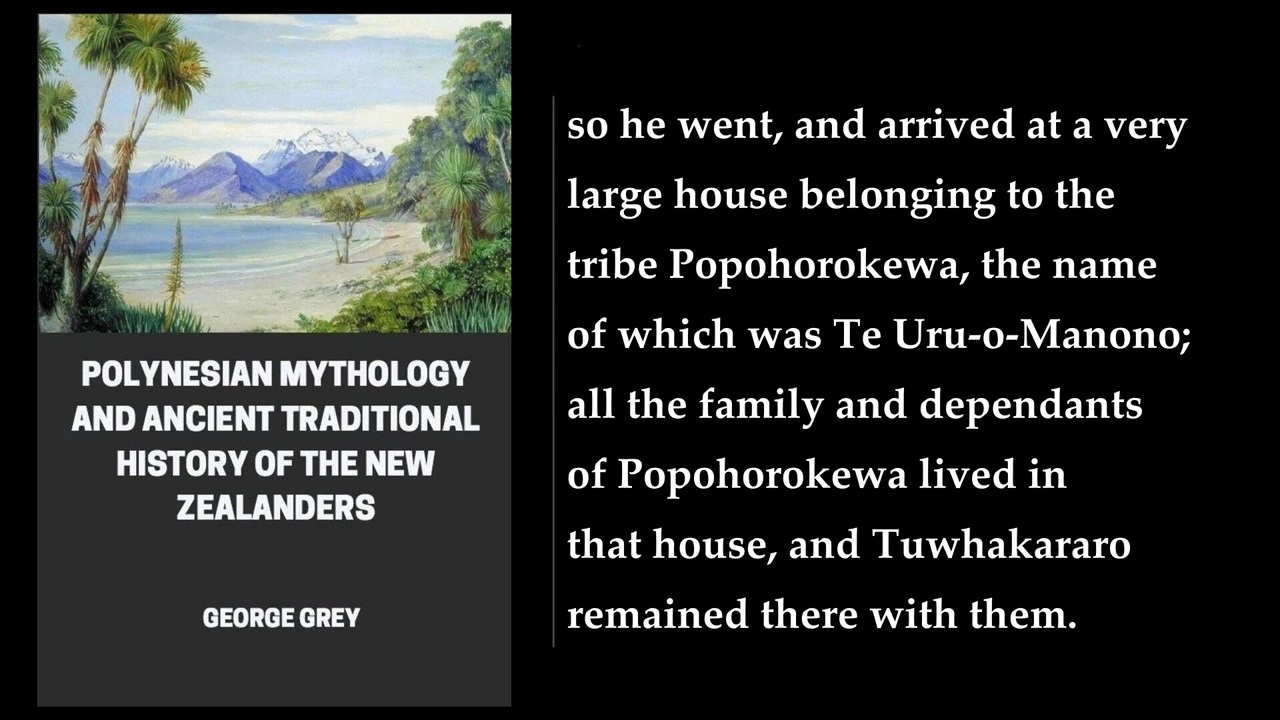 POLYNESIAN MYTHOLOGY
AND ANCIENT TRADITIONAL
HISTORY OF THE NEW
ZEALANDERS
GEORGE GREY
so he went, and arrived at a very
large house belonging to the
tribe Popohorokewa, the name
of which was Te Uru-o-Manono;
all the family and dependants
of Popohorokewa lived in
that house, and Tuwhakararo
remained there with them.